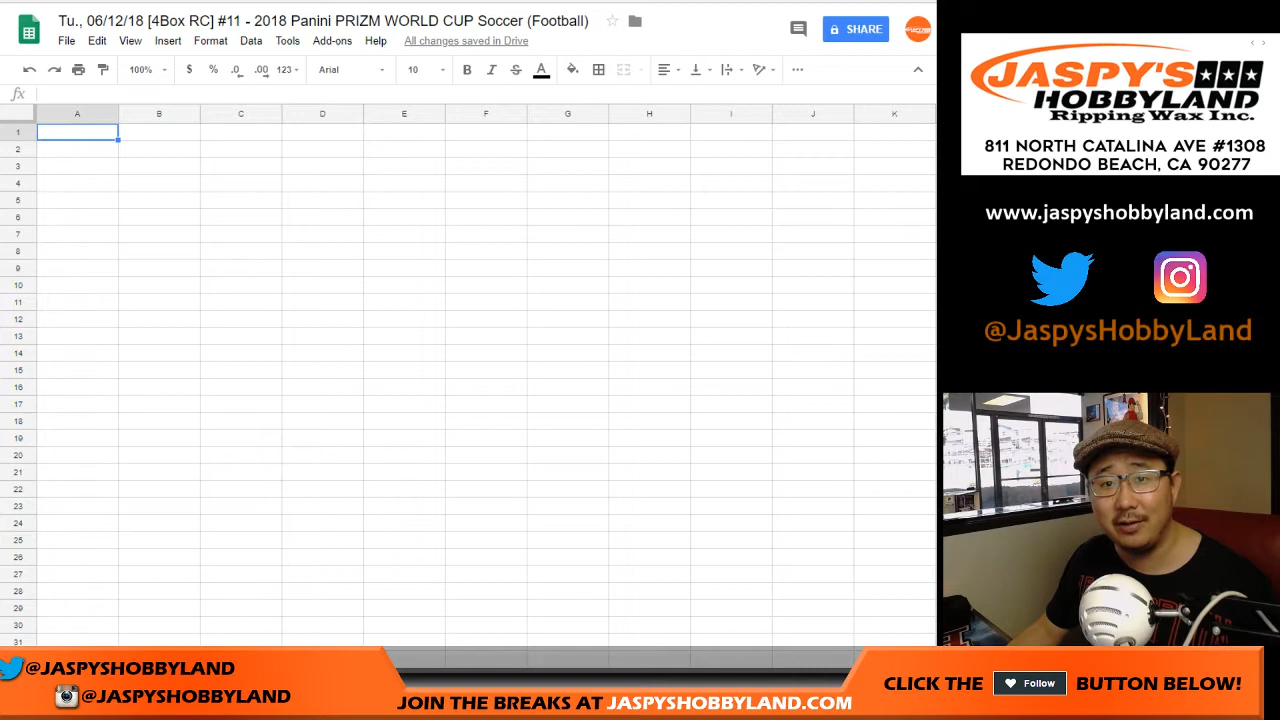 Tu., 06/12/18 [4Box RC] #11 - 2018 Panini PRIZM WORLD CUP Soccer (Football)
SHARE
File Edit View Insert Format Data Tools Add-ons Help All changes saved in Drive
100% $ % .0 .00 123 Arial 10 B I S A
fx
A B C D E F G H I J K
1
2
3
4
5
6
7
8
9
10
11
12
13
14
15
16
17
18
19
20
21
22
23
24
25
26
27
28
29
30
31
JASPY'S
HOBBYLAND
Ripping Wax Inc.
811 NORTH CATALINA AVE #1308
REDONDO BEACH, CA 90277
www.jaspyshobbyland.com
@JaspysHobbyLand
@JASPYSHOBBYLAND
@JASPYSHOBBYLAND
JOIN THE BREAKS AT JASPYSHOBBYLAND.COM
CLICK THE Follow BUTTON BELOW!